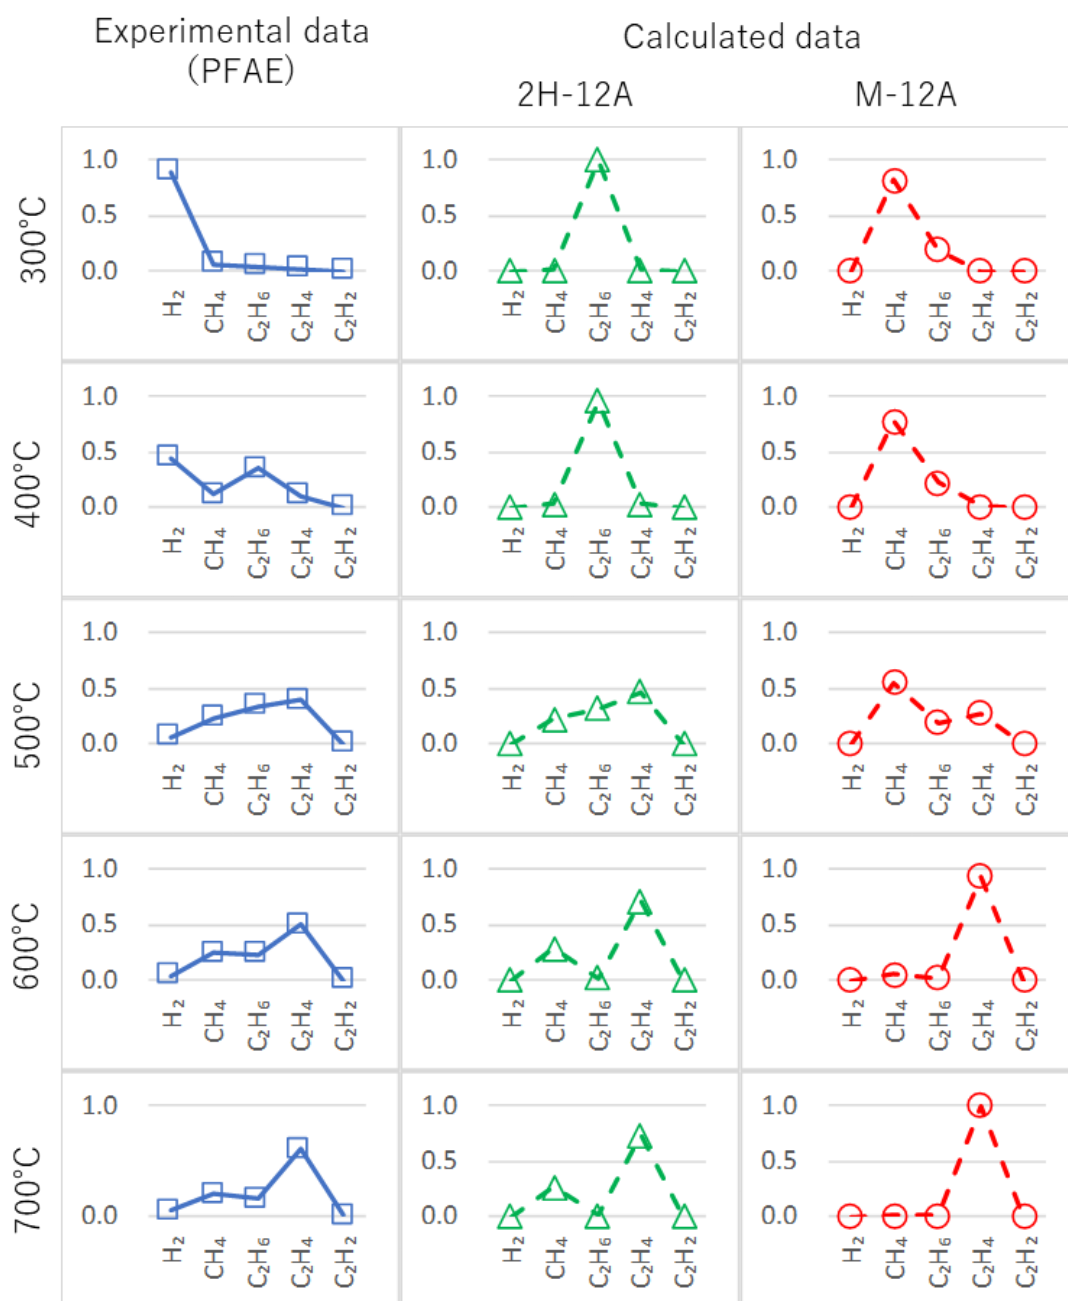 Experimental data
(PFAE)
Calculated data
2H-12A
M-12A
300°C
1.0
0.5
0.0
H₂
CH₄
C₂H₆
C₂H₄
C₂H₂
1.0
0.5
0.0
H₂
CH₄
C₂H₆
C₂H₄
C₂H₂
1.0
0.5
0.0
H₂
CH₄
C₂H₆
C₂H₄
C₂H₂
400°C
1.0
0.5
0.0
H₂
CH₄
C₂H₆
C₂H₄
C₂H₂
1.0
0.5
0.0
H₂
CH₄
C₂H₆
C₂H₄
C₂H₂
1.0
0.5
0.0
H₂
CH₄
C₂H₆
C₂H₄
C₂H₂
500°C
1.0
0.5
0.0
H₂
CH₄
C₂H₆
C₂H₄
C₂H₂
1.0
0.5
0.0
H₂
CH₄
C₂H₆
C₂H₄
C₂H₂
1.0
0.5
0.0
H₂
CH₄
C₂H₆
C₂H₄
C₂H₂
600°C
1.0
0.5
0.0
H₂
CH₄
C₂H₆
C₂H₄
C₂H₂
1.0
0.5
0.0
H₂
CH₄
C₂H₆
C₂H₄
C₂H₂
1.0
0.5
0.0
H₂
CH₄
C₂H₆
C₂H₄
C₂H₂
700°C
1.0
0.5
0.0
H₂
CH₄
C₂H₆
C₂H₄
C₂H₂
1.0
0.5
0.0
H₂
CH₄
C₂H₆
C₂H₄
C₂H₂
1.0
0.5
0.0
H₂
CH₄
C₂H₆
C₂H₄
C₂H₂